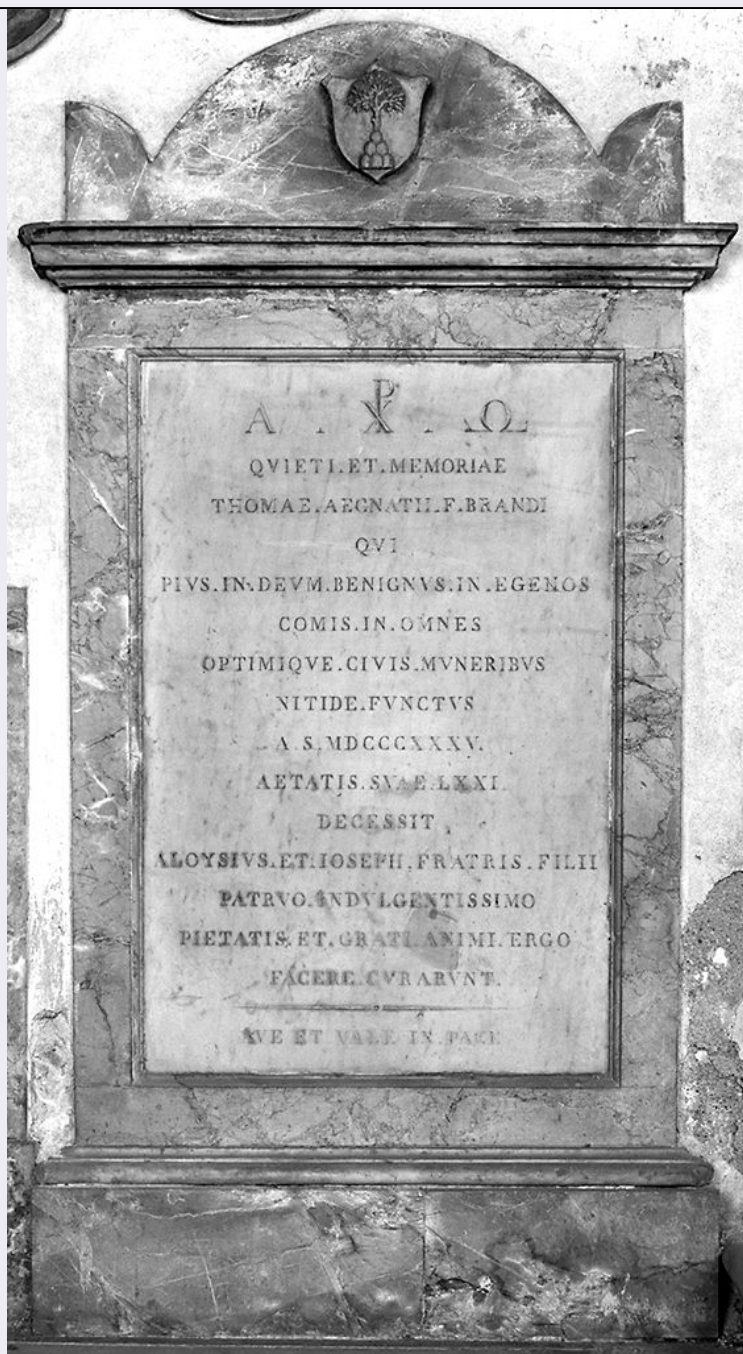 Α . ☧ . Ω
QVIETI.ET.MEMORIAE
THOMAE.AEGNATII.F.BRANDI
QVI
PIVS.IN.DEVM.BENIGNVS.IN.EGENOS
COMIS.IN.OMNES
OPTIMIQVE.CIVIS.MVNERIBVS
NITIDE.FVNCTVS
A.S.MDCCCXXXV.
AETATIS.SVAE.LXXI
DECESSIT
ALOYSIVS.ET.IOSEPH.FRATRIS.FILII
PATRVO.INDVLGENTISSIMO
PIETATIS.ET.GRATI.ANIMI.ERGO
FACERE.CVRARVNT.
AVE ET VALE IN PACE